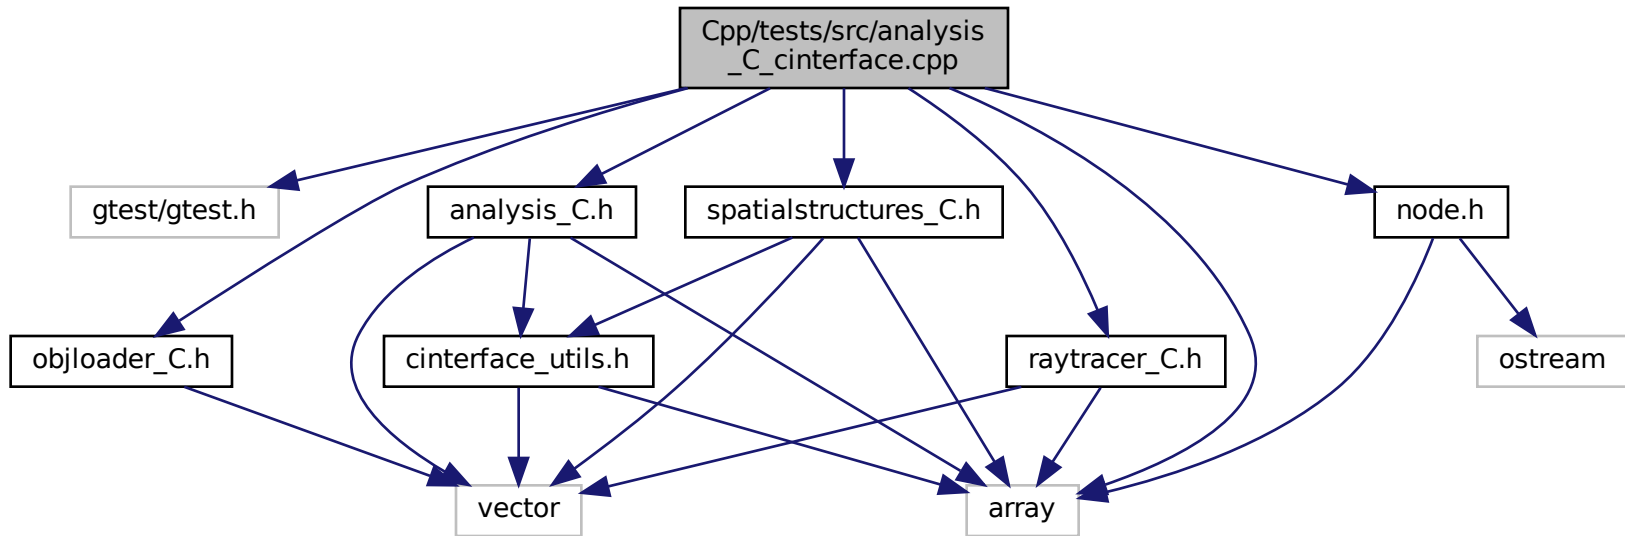 Cpp/tests/src/analysis
_C_cinterface.cpp
gtest/gtest.h
analysis_C.h
spatialstructures_C.h
node.h
objloader_C.h
cinterface_utils.h
raytracer_C.h
ostream
vector
array